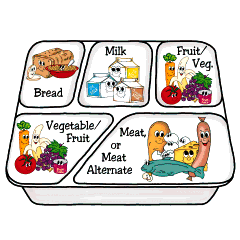 Bread
Milk
Fruit/
Veg.
Vegetable/
Fruit
Meat,
or
Meat
Alternate